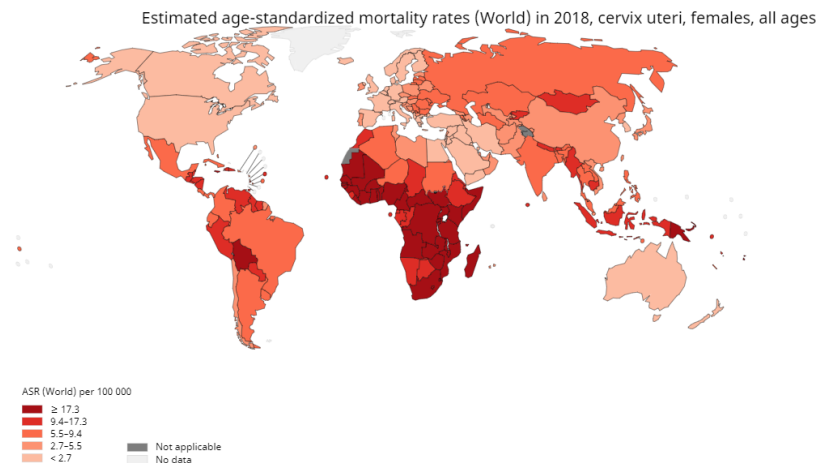 Estimated age-standardized mortality rates (World) in 2018, cervix uteri, females, all ages
ASR (World) per 100 000
≥ 17.3
9.4–17.3
5.5–9.4
2.7–5.5
< 2.7
Not applicable
No data